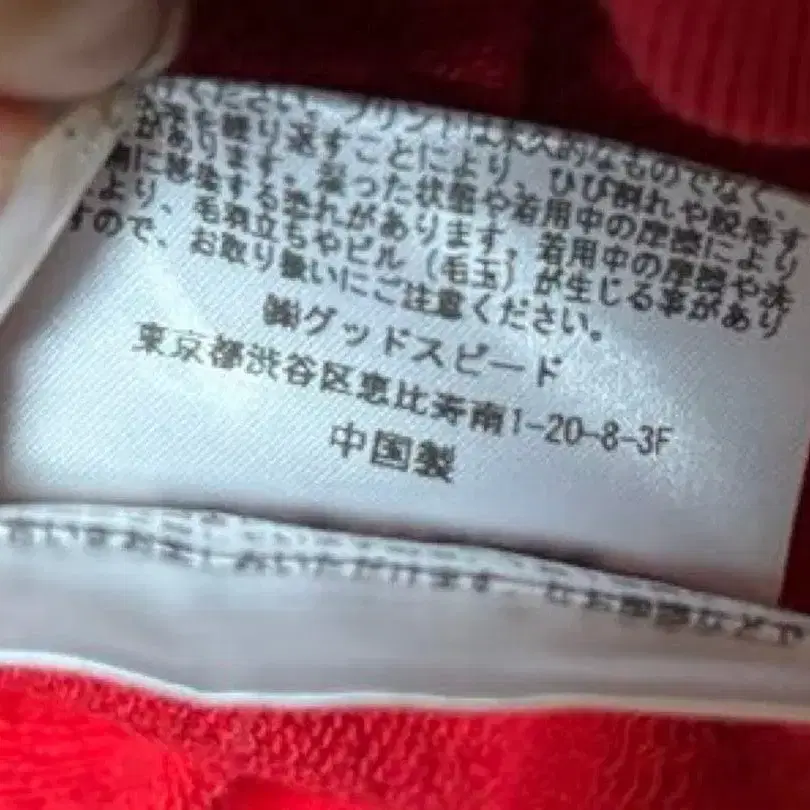 ください。プリントは永久的なものでなく、
を繰り返すことにより ひび割れや脱落す
があります。湿った状態や着用中の摩擦により
に移染する恐れがあります。着用中の摩擦や洗
より、毛羽立ちやピル（毛玉）が生じる事があり
すので、お取り扱いにご注意ください。
㈱グッドスピード
東京都渋谷区恵比寿南1-20-8-3F
中国製